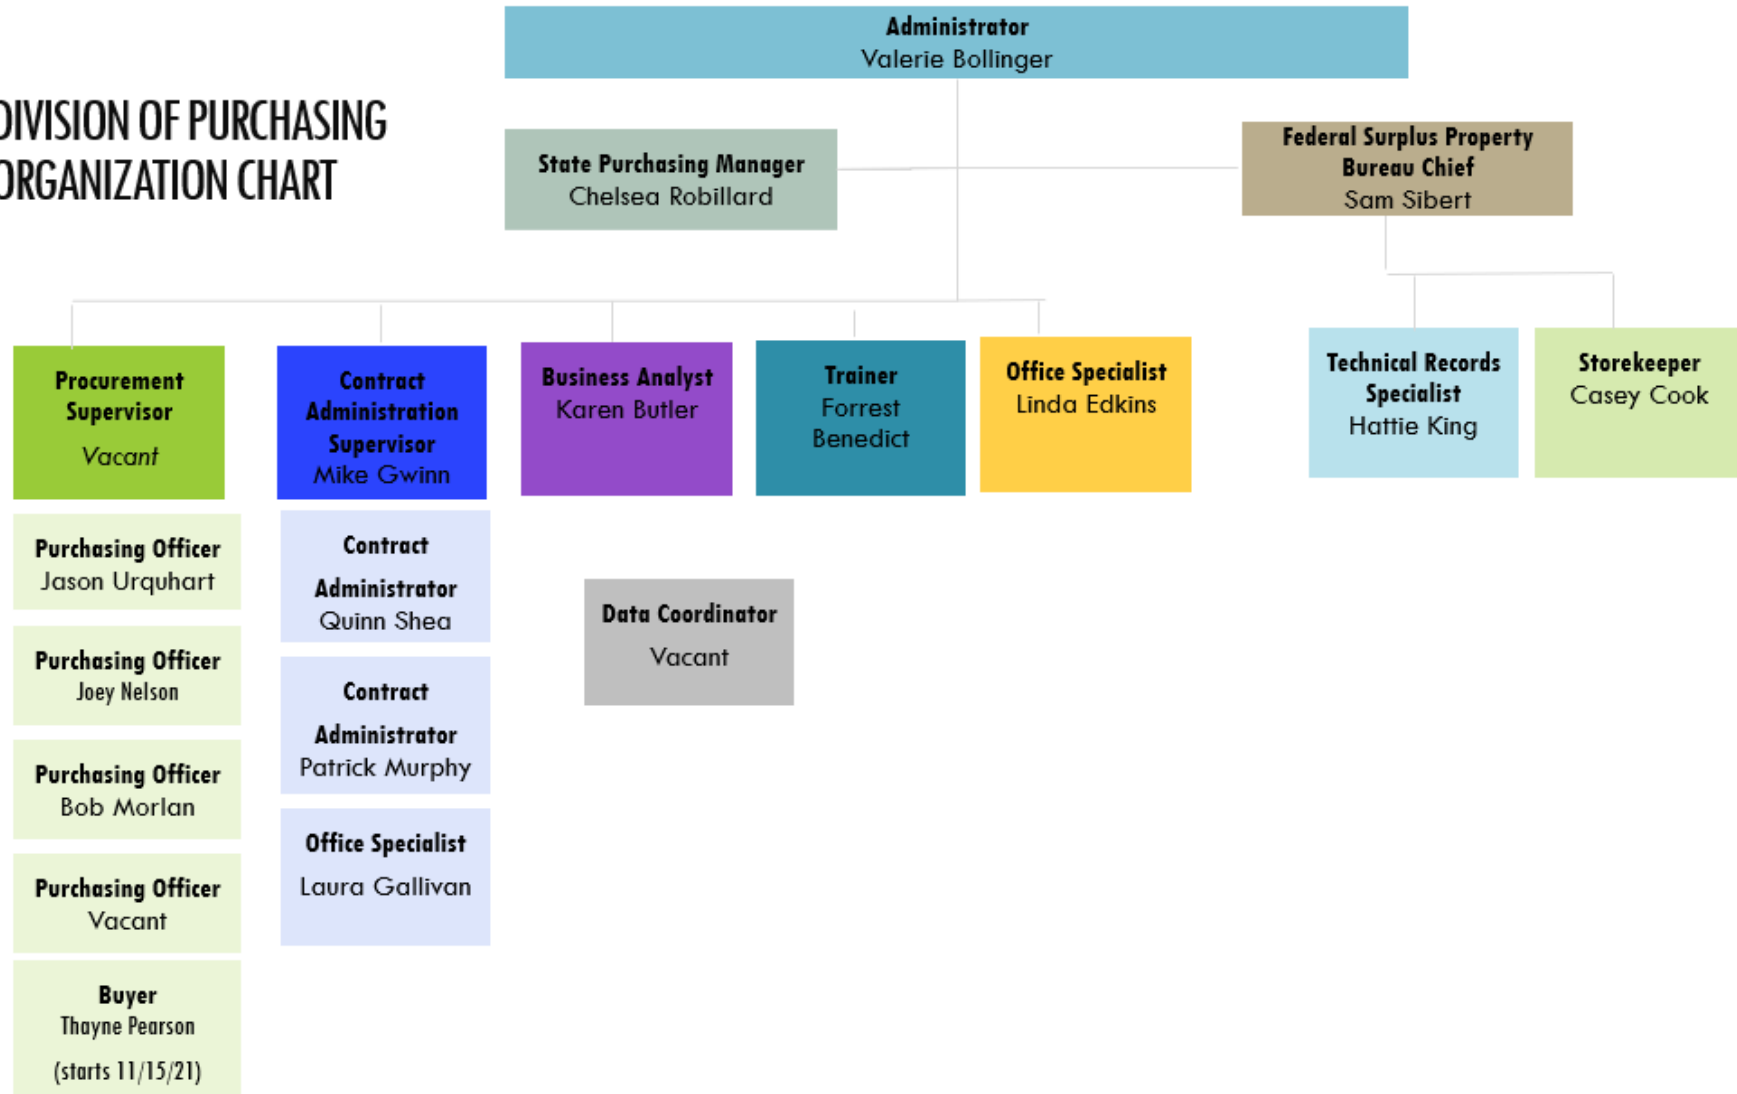 Administrator
Valerie Bollinger
DIVISION OF PURCHASING
ORGANIZATION CHART
State Purchasing Manager
Chelsea Robillard
Federal Surplus Property
Bureau Chief
Sam Sibert
Procurement
Supervisor
Vacant
Contract
Administration
Supervisor
Mike Gwinn
Business Analyst
Karen Butler
Trainer
Forrest
Benedict
Office Specialist
Linda Edkins
Technical Records
Specialist
Hattie King
Storekeeper
Casey Cook
Purchasing Officer
Jason Urquhart
Purchasing Officer
Joey Nelson
Purchasing Officer
Bob Morlan
Purchasing Officer
Vacant
Buyer
Thayne Pearson
(starts 11/15/21)
Contract
Administrator
Quinn Shea
Contract
Administrator
Patrick Murphy
Office Specialist
Laura Gallivan
Data Coordinator
Vacant